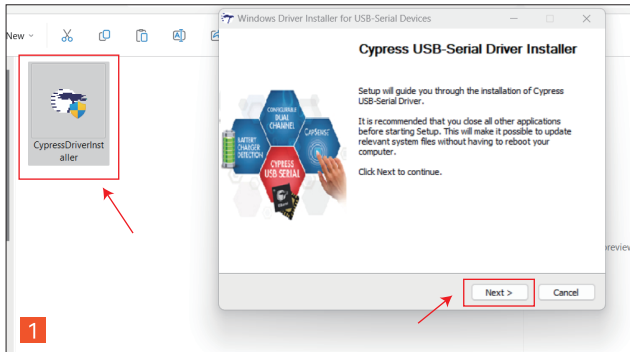 New
Windows Driver Installer for USB-Serial Devices
Cypress USB-Serial Driver Installer
Setup will guide you through the installation of Cypress
USB-Serial Driver.
It is recommended that you close all other applications
before starting Setup. This will make it possible to update
relevant system files without having to reboot your
computer.
Click Next to continue.
CONFIGURABLE
DUAL
CHANNEL
CAPSENSE
BATTERY
CHARGER
DETECTION
CYPRESS
USB SERIAL
CypressDriverInst
aller
preview
Next >
Cancel
1